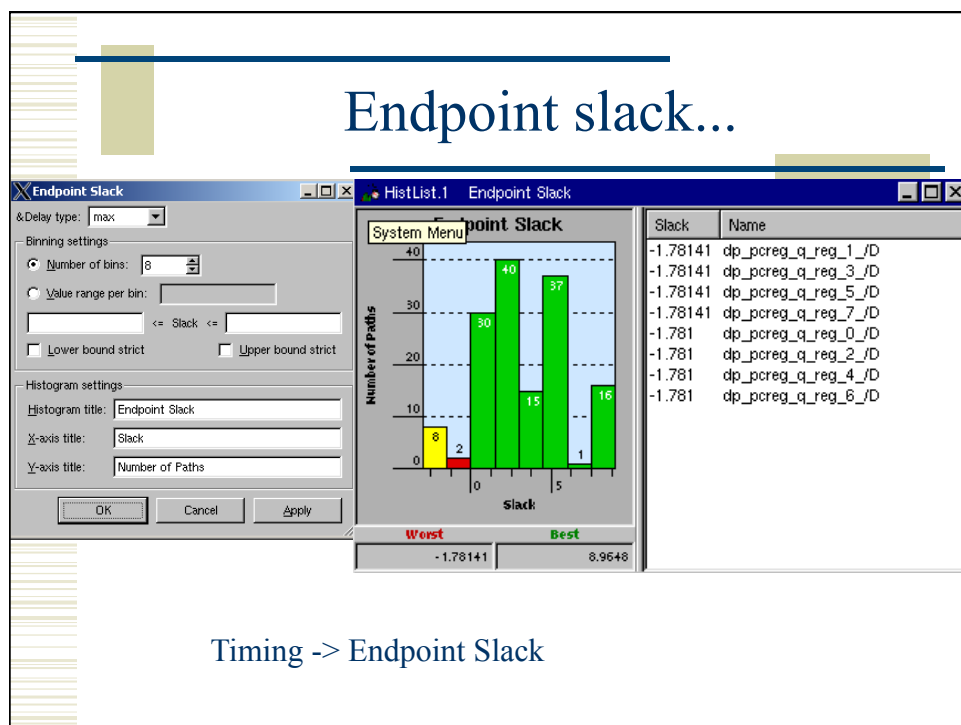 Endpoint slack...
Endpoint Slack
&Delay type: max
Binning settings
Number of bins: 8
Value range per bin:
<= Slack <=
Lower bound strict Upper bound strict
Histogram settings
Histogram title: Endpoint Slack
X-axis title: Slack
Y-axis title: Number of Paths
OK Cancel Apply
HistList.1 Endpoint Slack
System Menu
point Slack
Number of Paths
40
30
20
10
0
8
2
30
40
15
37
1
16
0 5
Slack
Worst Best
-1.78141 8.9648
Slack Name
-1.78141 dp_pcreg_q_reg_1_/D
-1.78141 dp_pcreg_q_reg_3_/D
-1.78141 dp_pcreg_q_reg_5_/D
-1.78141 dp_pcreg_q_reg_7_/D
-1.781 dp_pcreg_q_reg_0_/D
-1.781 dp_pcreg_q_reg_2_/D
-1.781 dp_pcreg_q_reg_4_/D
-1.781 dp_pcreg_q_reg_6_/D
Timing -> Endpoint Slack